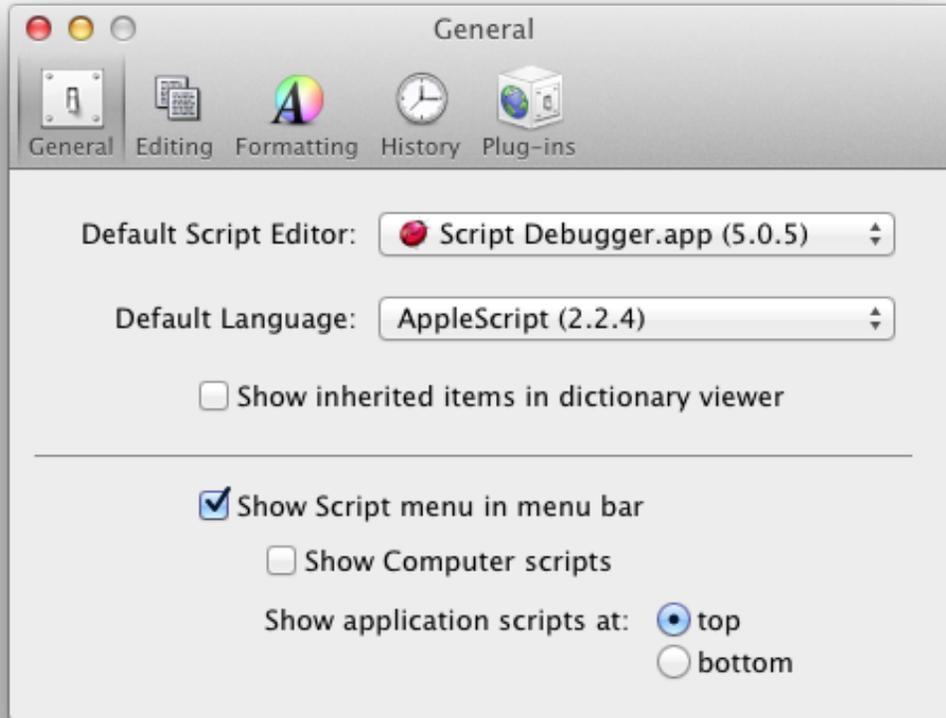 General
General Editing Formatting History Plug-ins
Default Script Editor: Script Debugger.app (5.0.5)
Default Language: AppleScript (2.2.4)
Show inherited items in dictionary viewer
Show Script menu in menu bar
Show Computer scripts
Show application scripts at: top
bottom